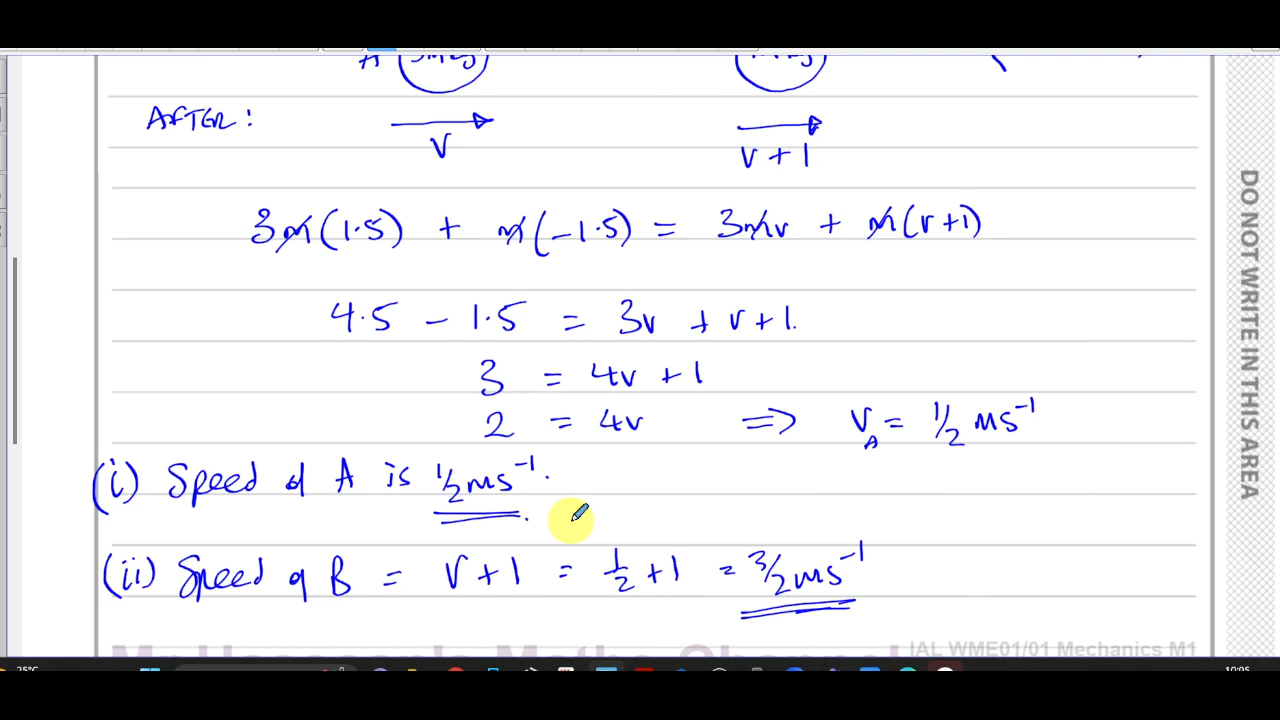 A
AFTER:
V
v + 1
3m(1.5) + m(-1.5) = 3mv + m(v+1)
4.5 - 1.5 = 3v + v + 1.
3 = 4v + 1
2 = 4v ⇒ V_A = 1/2 ms⁻¹
(i) Speed of A is 1/2 ms⁻¹.
(ii) Speed of B = V + 1 = 1/2 + 1 = 3/2 ms⁻¹
IAL WME01/01 Mechanics M1
DO NOT WRITE IN THIS AREA